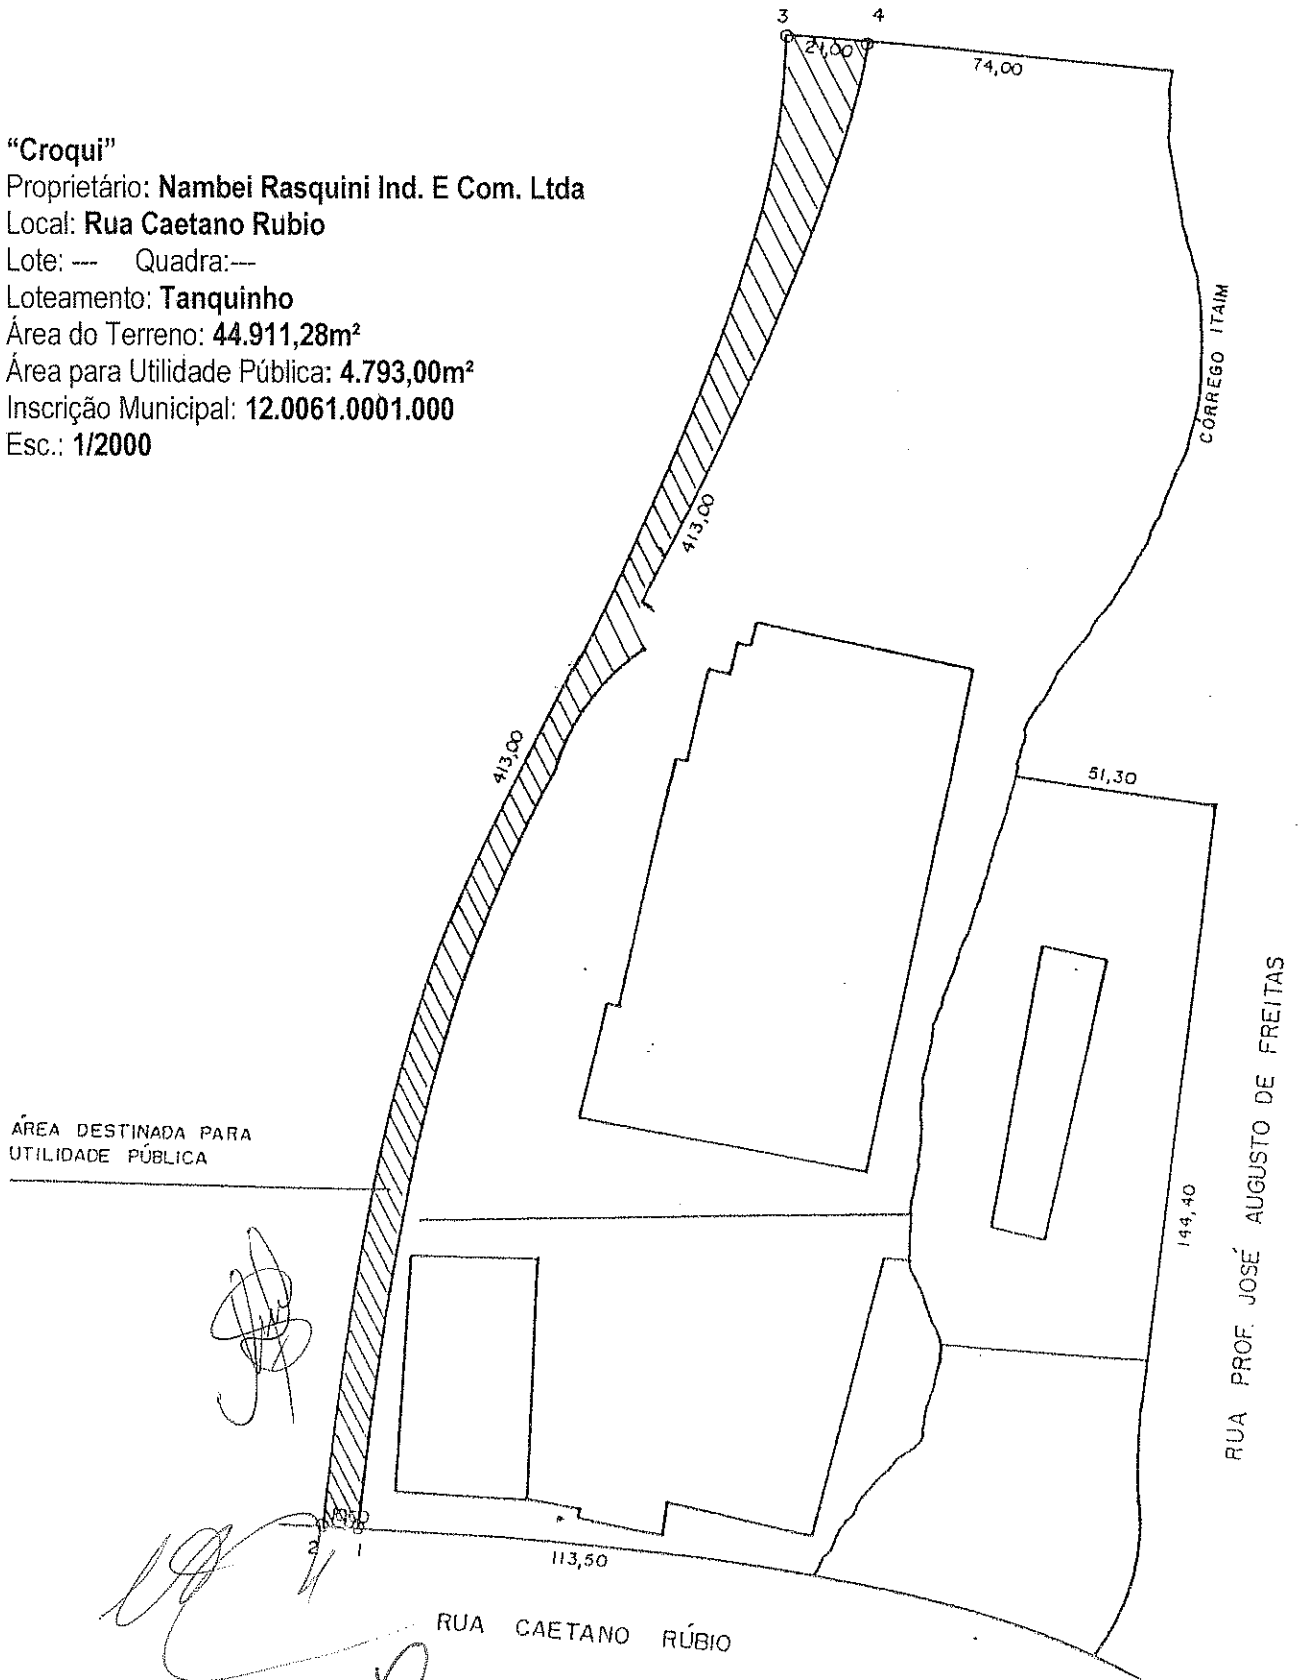 3 4
21,00
74,00
“Croqui”
Proprietário: Nambei Rasquini Ind. E Com. Ltda
Local: Rua Caetano Rubio
Lote: --- Quadra:---
Loteamento: Tanquinho
Área do Terreno: 44.911,28m²
Área para Utilidade Pública: 4.793,00m²
Inscrição Municipal: 12.0061.0001.000
Esc.: 1/2000
CÓRREGO ITAIM
413,00
413,00
51,30
RUA PROF. JOSÉ AUGUSTO DE FREITAS
ÁREA DESTINADA PARA
UTILIDADE PÚBLICA
144,40
2 1
113,50
RUA CAETANO RÚBIO